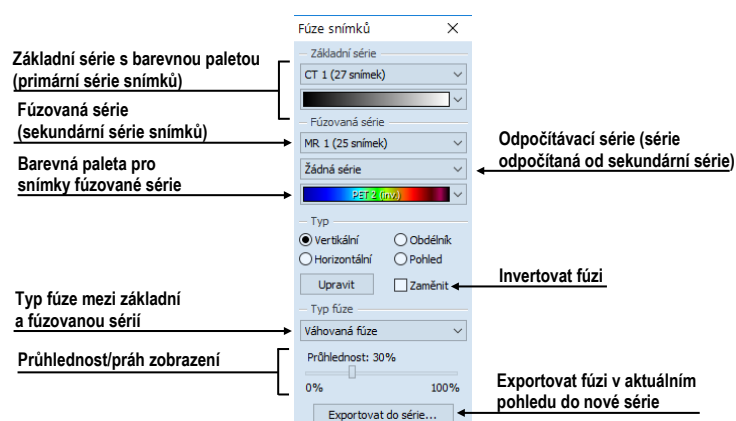 Fúze snímků
Základní série
CT 1 (27 snímek)
Fúzovaná série
MR 1 (25 snímek)
Žádná série
PET 2 (inv.)
Typ
Vertikální
Obdélník
Horizontální
Pohled
Upravit
Zaměnit
Typ fúze
Váhovaná fúze
Průhlednost: 30%
0%
100%
Exportovat do série...
Základní série s barevnou paletou
(primární série snímků)
Fúzovaná série
(sekundární série snímků)
Barevná paleta pro
snímky fúzované série
Typ fúze mezi základní
a fúzovanou sérií
Průhlednost/práh zobrazení
Odpočítávací série (série
odpočítaná od sekundární série)
Invertovat fúzi
Exportovat fúzi v aktuálním
pohledu do nové série